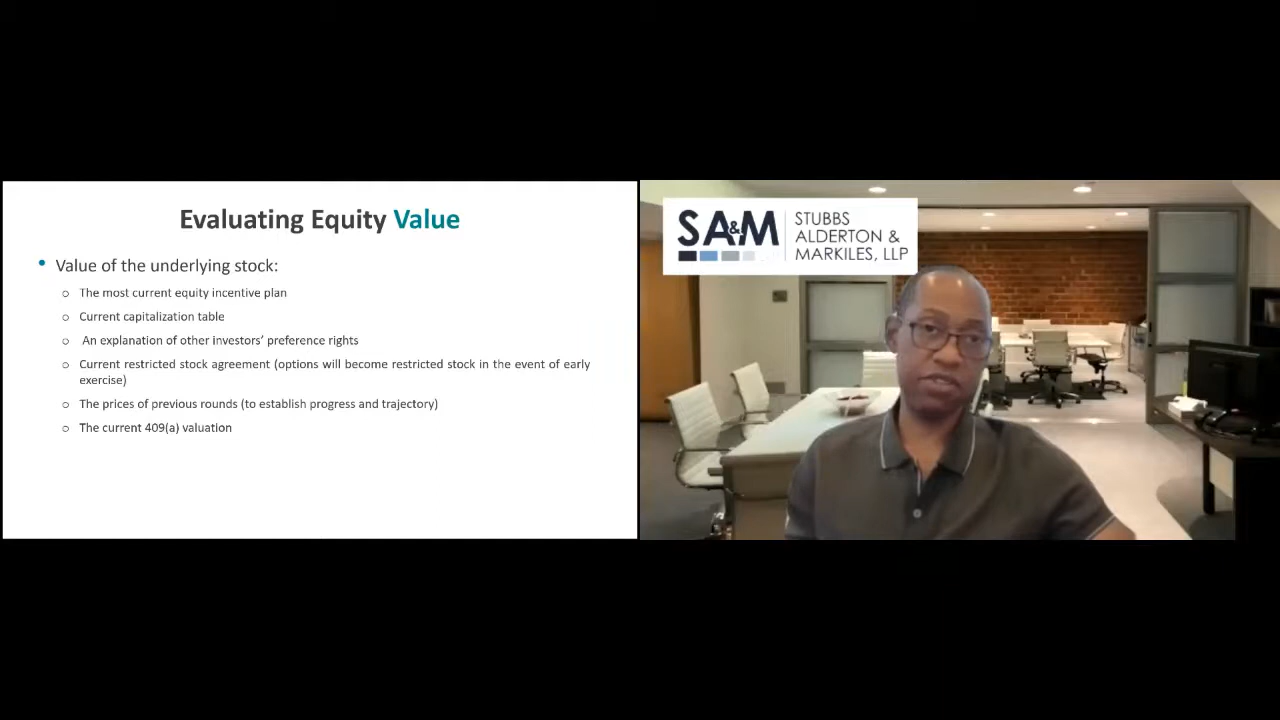 Evaluating Equity Value
• Value of the underlying stock:
o The most current equity incentive plan
o Current capitalization table
o An explanation of other investors’ preference rights
o Current restricted stock agreement (options will become restricted stock in the event of early
exercise)
o The prices of previous rounds (to establish progress and trajectory)
o The current 409(a) valuation
SA&M
STUBBS
ALDERTON &
MARKILES, LLP